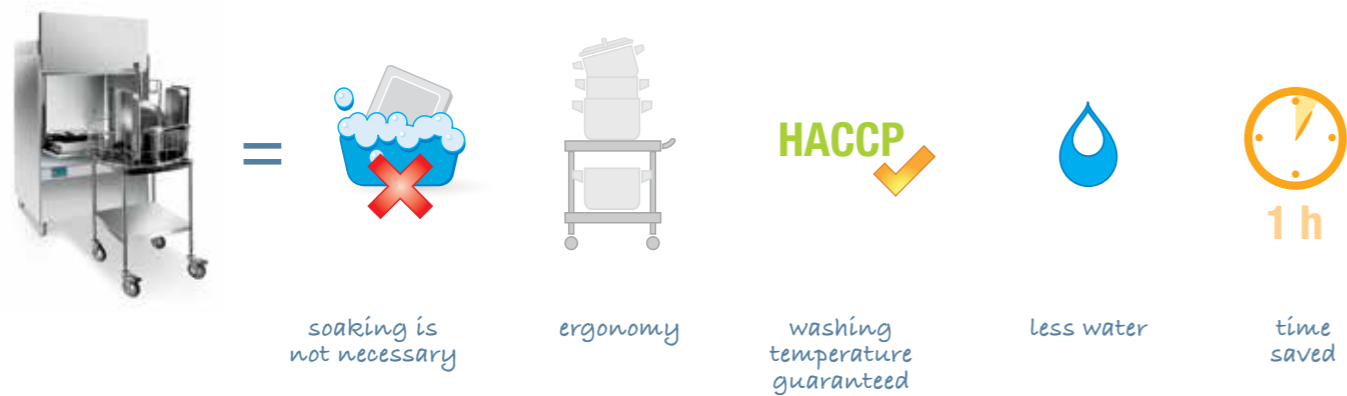 =
HACCP
1 h
soaking is
not necessary
ergonomy
washing
temperature
guaranteed
less water
time
saved